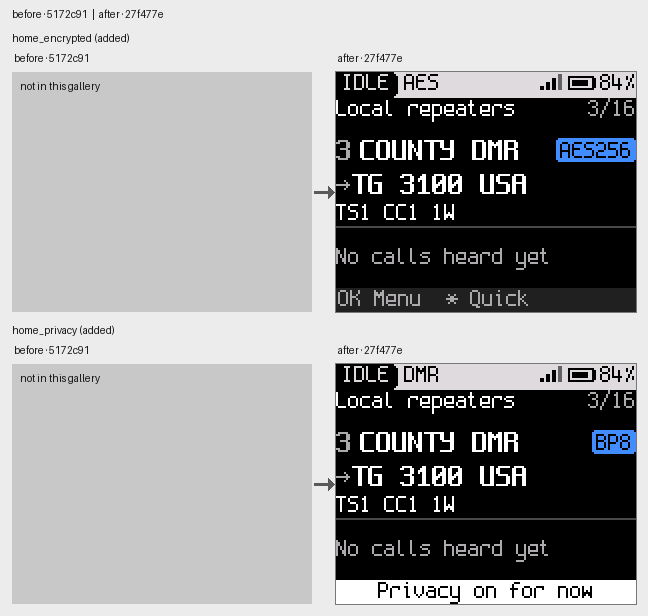 before · 5172c91 | after · 27f477e
home_encrypted (added)
before · 5172c91
after · 27f477e
not in this gallery
IDLE AES 84%
Local repeaters 3/16
3 COUNTY DMR AES256
→TG 3100 USA
TS1 CC1 1W
No calls heard yet
OK Menu * Quick
home_privacy (added)
before · 5172c91
after · 27f477e
not in this gallery
IDLE DMR 84%
Local repeaters 3/16
3 COUNTY DMR BP8
→TG 3100 USA
TS1 CC1 1W
No calls heard yet
Privacy on for now